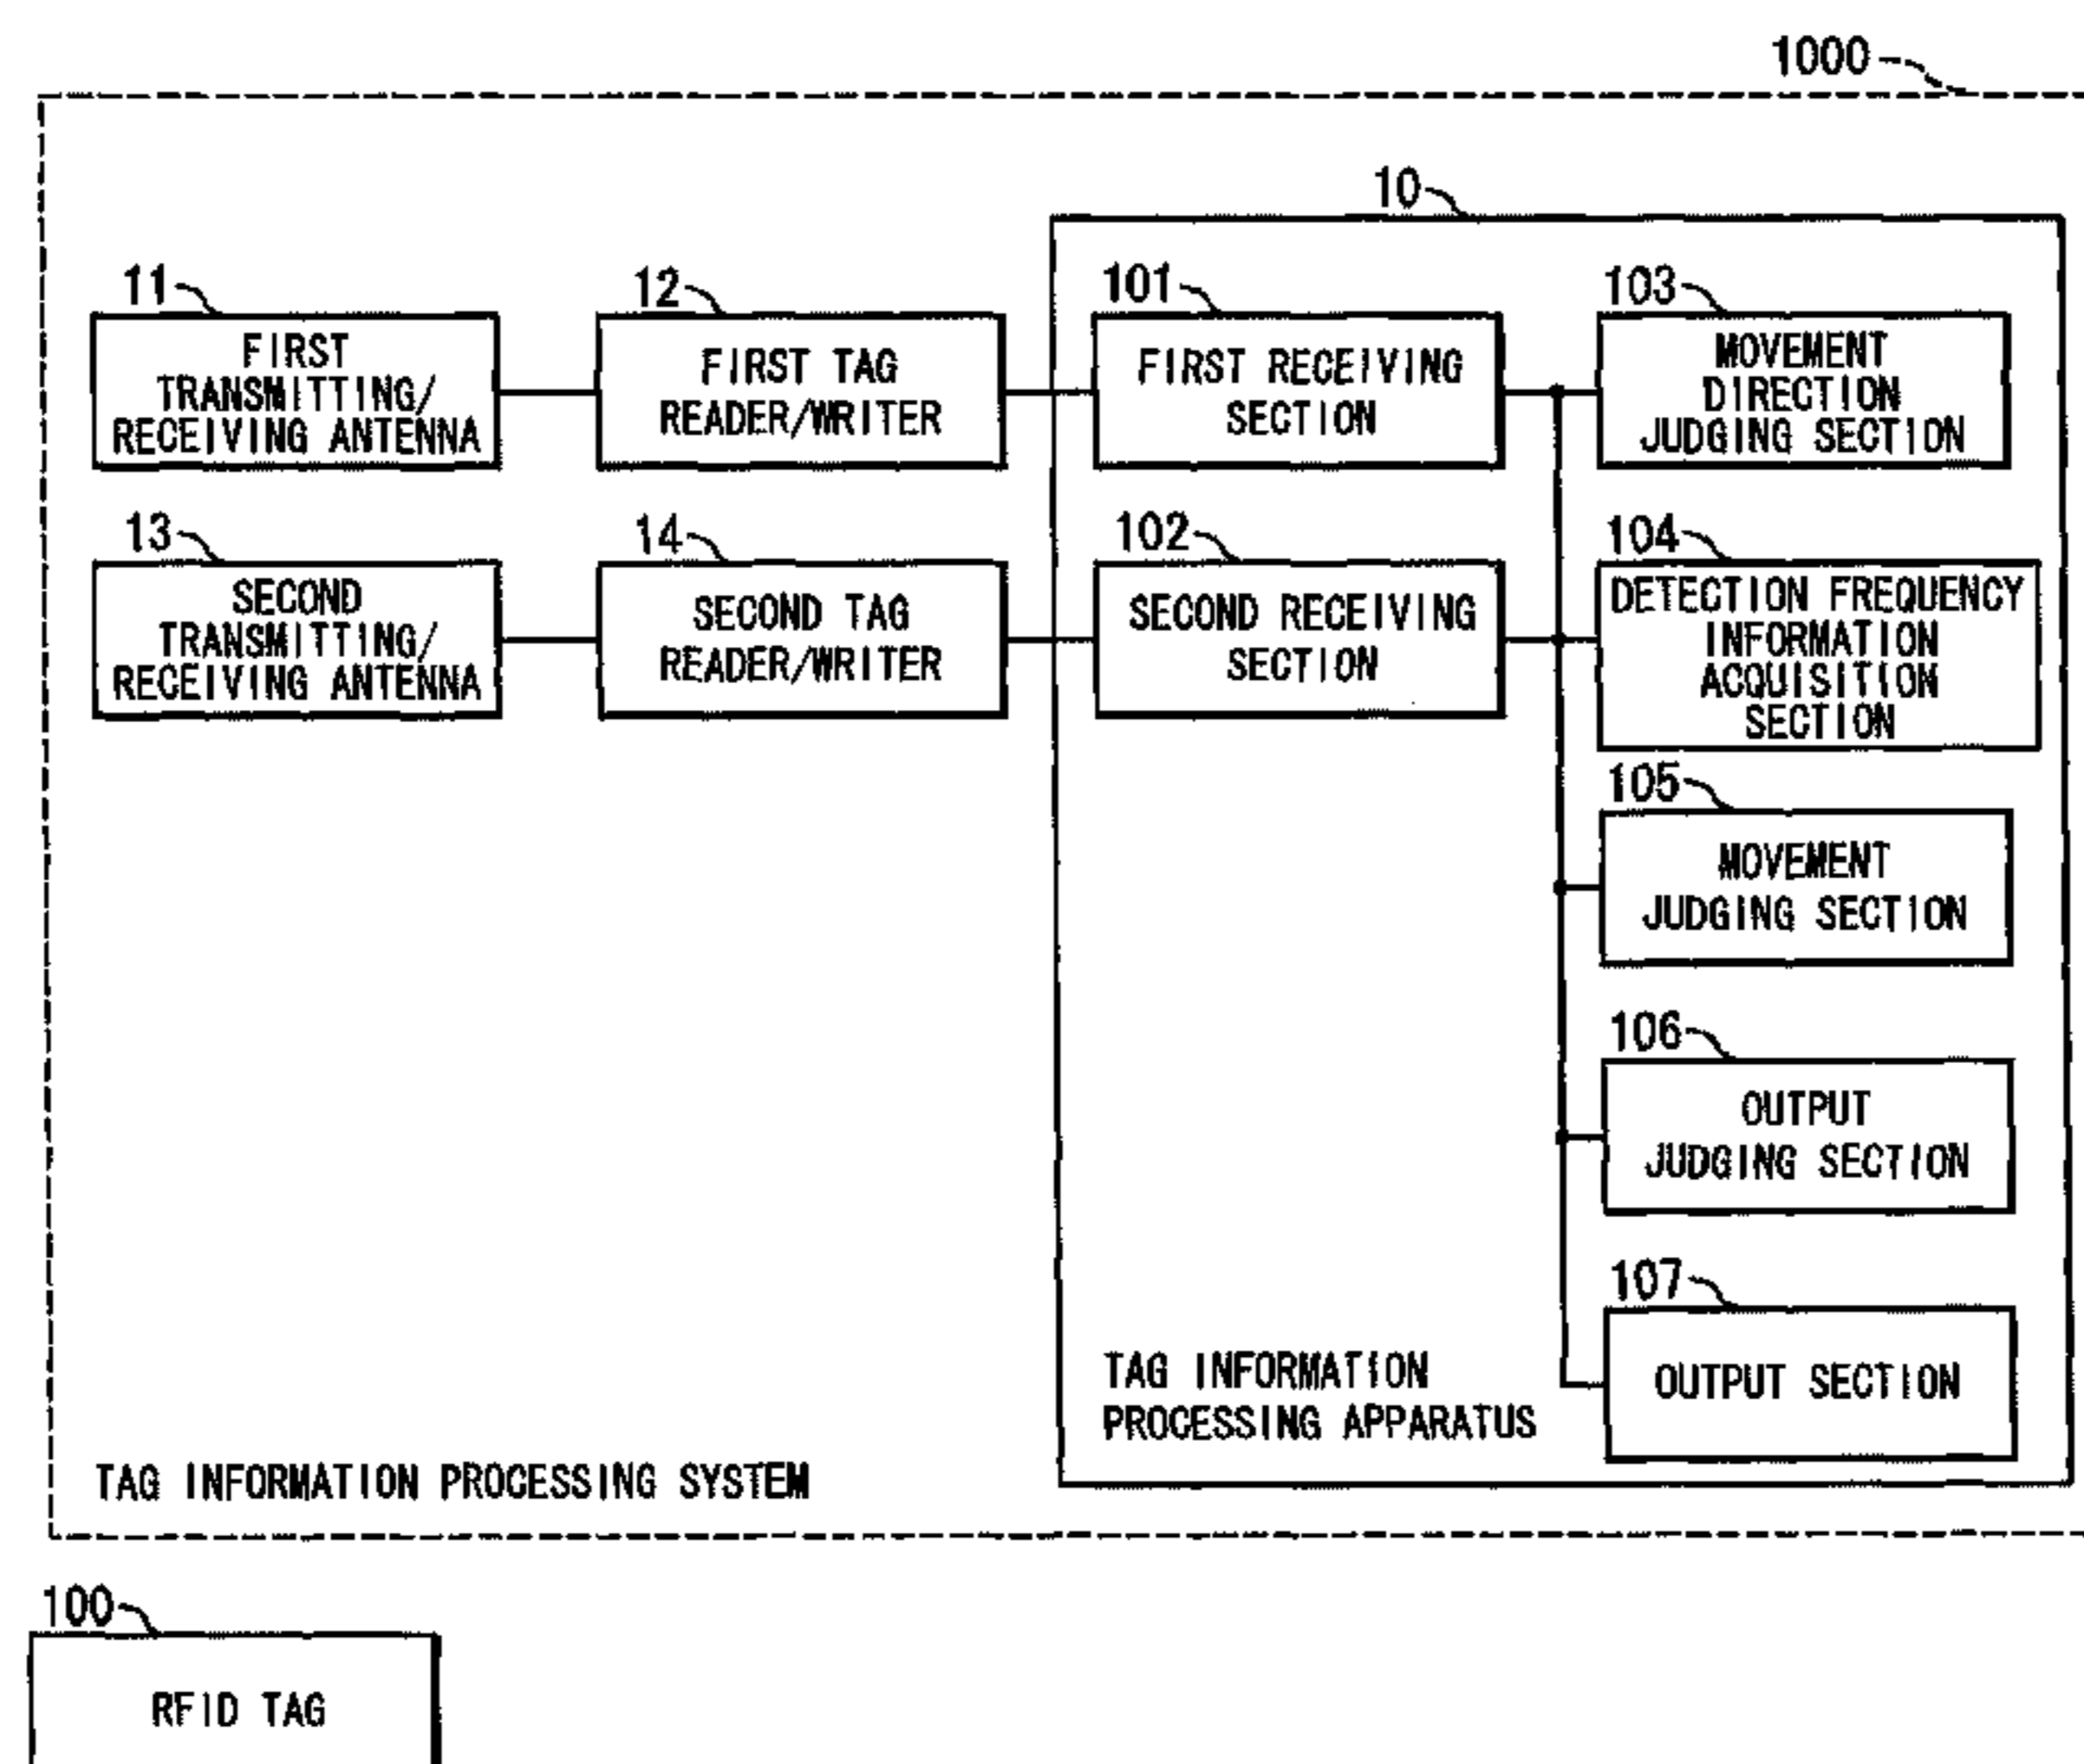 1000
10
11
FIRST
TRANSMITTING/
RECEIVING ANTENNA
12
FIRST TAG
READER/WRITER
101
FIRST RECEIVING
SECTION
103
MOVEMENT
DIRECTION
JUDGING SECTION
13
SECOND
TRANSMITTING/
RECEIVING ANTENNA
14
SECOND TAG
READER/WRITER
102
SECOND RECEIVING
SECTION
104
DETECTION FREQUENCY
INFORMATION
ACQUISITION
SECTION
105
MOVEMENT
JUDGING SECTION
106
OUTPUT
JUDGING SECTION
107
OUTPUT SECTION
TAG INFORMATION
PROCESSING APPARATUS
TAG INFORMATION PROCESSING SYSTEM
100
RFID TAG